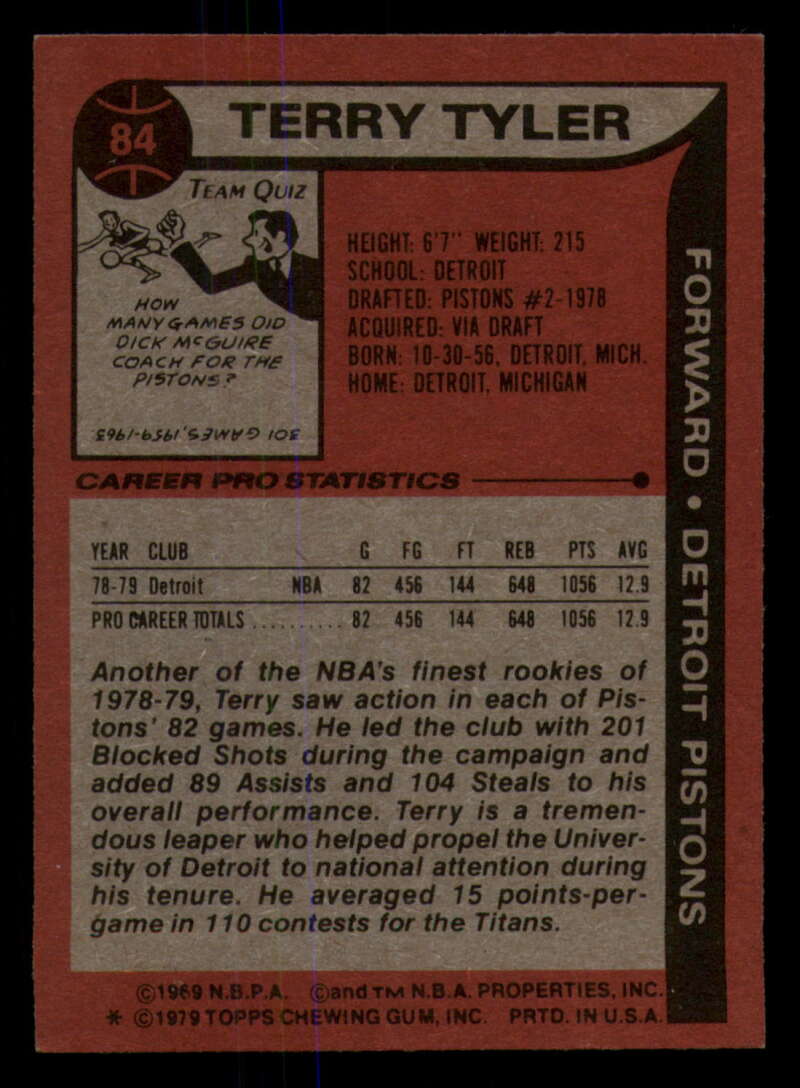 84
TERRY TYLER
TEAM QUIZ
HOW
MANY GAMES DID
DICK McGUIRE
COACH FOR THE
PISTONS?
301 GAMES, 1959-1963
HEIGHT: 6'7" WEIGHT: 215
SCHOOL: DETROIT
DRAFTED: PISTONS #2-1978
ACQUIRED: VIA DRAFT
BORN: 10-30-56, DETROIT, MICH.
HOME: DETROIT, MICHIGAN
FORWARD • DETROIT PISTONS
CAREER PRO STATISTICS
YEAR CLUB G FG FT REB PTS AVG
78-79 Detroit NBA 82 456 144 648 1056 12.9
PRO CAREER TOTALS .......... 82 456 144 648 1056 12.9
Another of the NBA's finest rookies of
1978-79, Terry saw action in each of Pis-
tons' 82 games. He led the club with 201
Blocked Shots during the campaign and
added 89 Assists and 104 Steals to his
overall performance. Terry is a tremen-
dous leaper who helped propel the Univer-
sity of Detroit to national attention during
his tenure. He averaged 15 points-per-
game in 110 contests for the Titans.
©1969 N.B.P.A. ©and TM N.B.A. PROPERTIES, INC.
* ©1979 TOPPS CHEWING GUM, INC. PRTD. IN U.S.A.